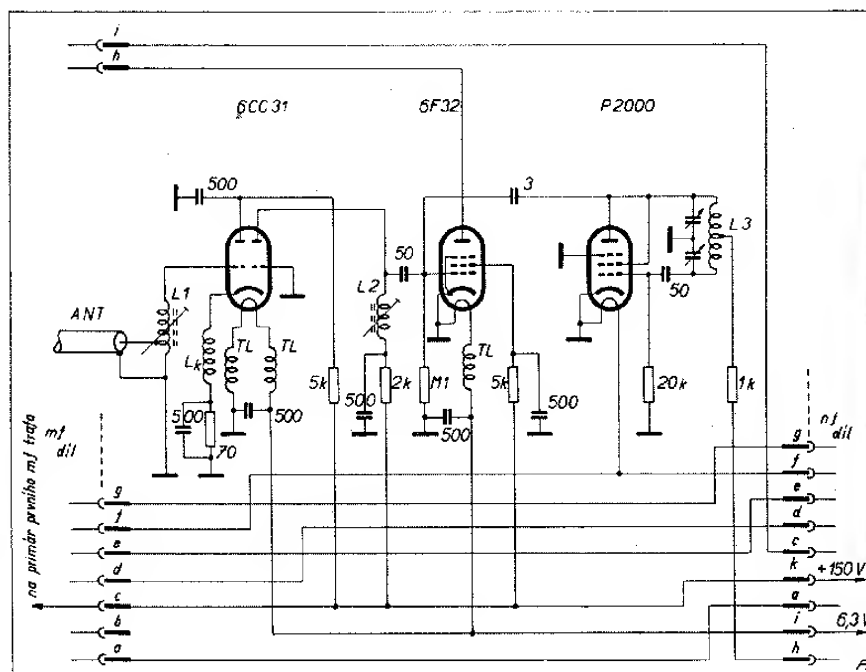 i
h
6CC31
6F32
P2000
500
3
L1
50
L2
L3
50
ANT
Lk
TL
TL
TL
500
70
500
5k
500
2k
M1
500
5k
500
20k
1k
mf díl
nf díl
na primár prvního mf trafa
g
f
e
d
c
b
a
g
f
e
d
c
k
+150 V
a
i
6,3V
h